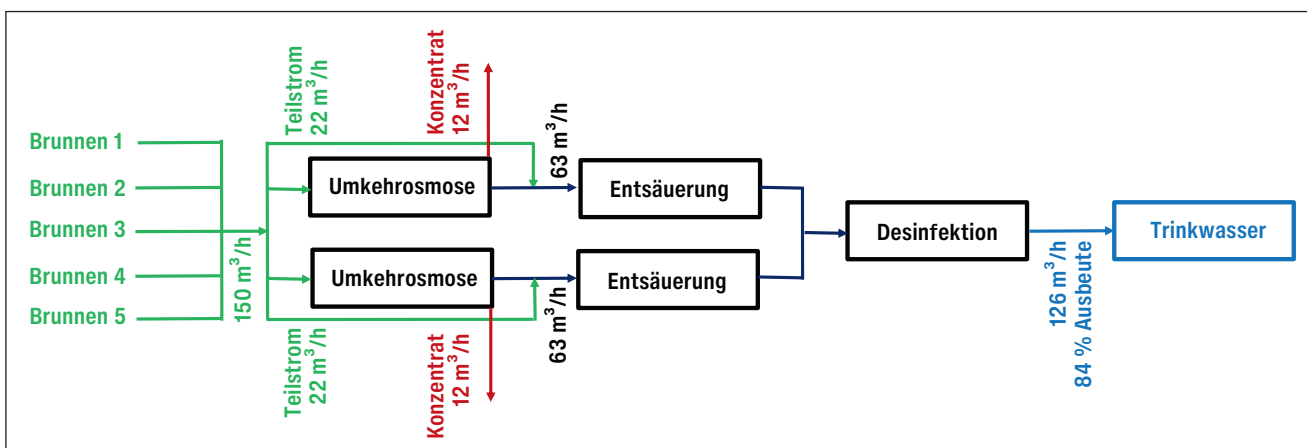 Teilstrom
22 m³/h
Konzentrat
12 m³/h
63 m³/h
Brunnen 1
Brunnen 2
Brunnen 3
Brunnen 4
Brunnen 5
150 m³/h
Umkehrosmose
Entsäuerung
Umkehrosmose
Entsäuerung
Desinfektion
Trinkwasser
Teilstrom
22 m³/h
Konzentrat
12 m³/h
63 m³/h
126 m³/h
84 % Ausbeute